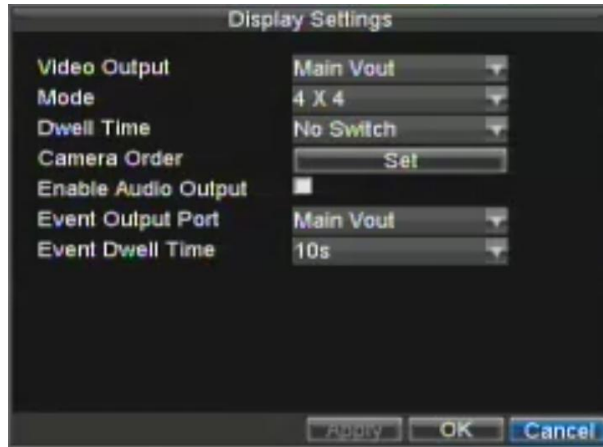 Display Settings
Video Output Main Vout
Mode 4 X 4
Dwell Time No Switch
Camera Order Set
Enable Audio Output
Event Output Port Main Vout
Event Dwell Time 10s
Apply OK Cancel